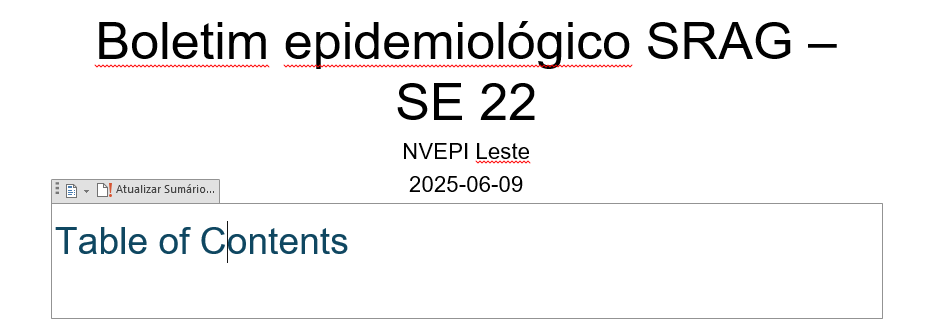 Boletim epidemiológico SRAG –
SE 22
NVEPI Leste
2025-06-09
Atualizar Sumário...
Table of Contents